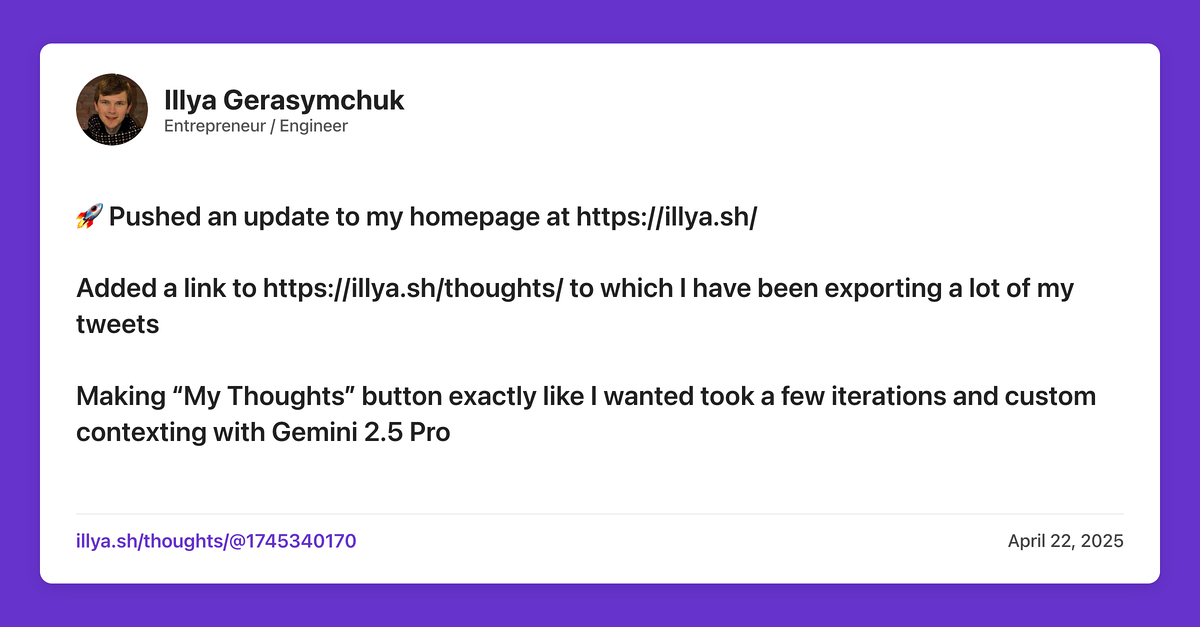 Illya Gerasymchuk
Entrepreneur / Engineer
🚀 Pushed an update to my homepage at https://illya.sh/
Added a link to https://illya.sh/thoughts/ to which I have been exporting a lot of my
tweets
Making “My Thoughts” button exactly like I wanted took a few iterations and custom
contexting with Gemini 2.5 Pro
illya.sh/thoughts/@1745340170
April 22, 2025